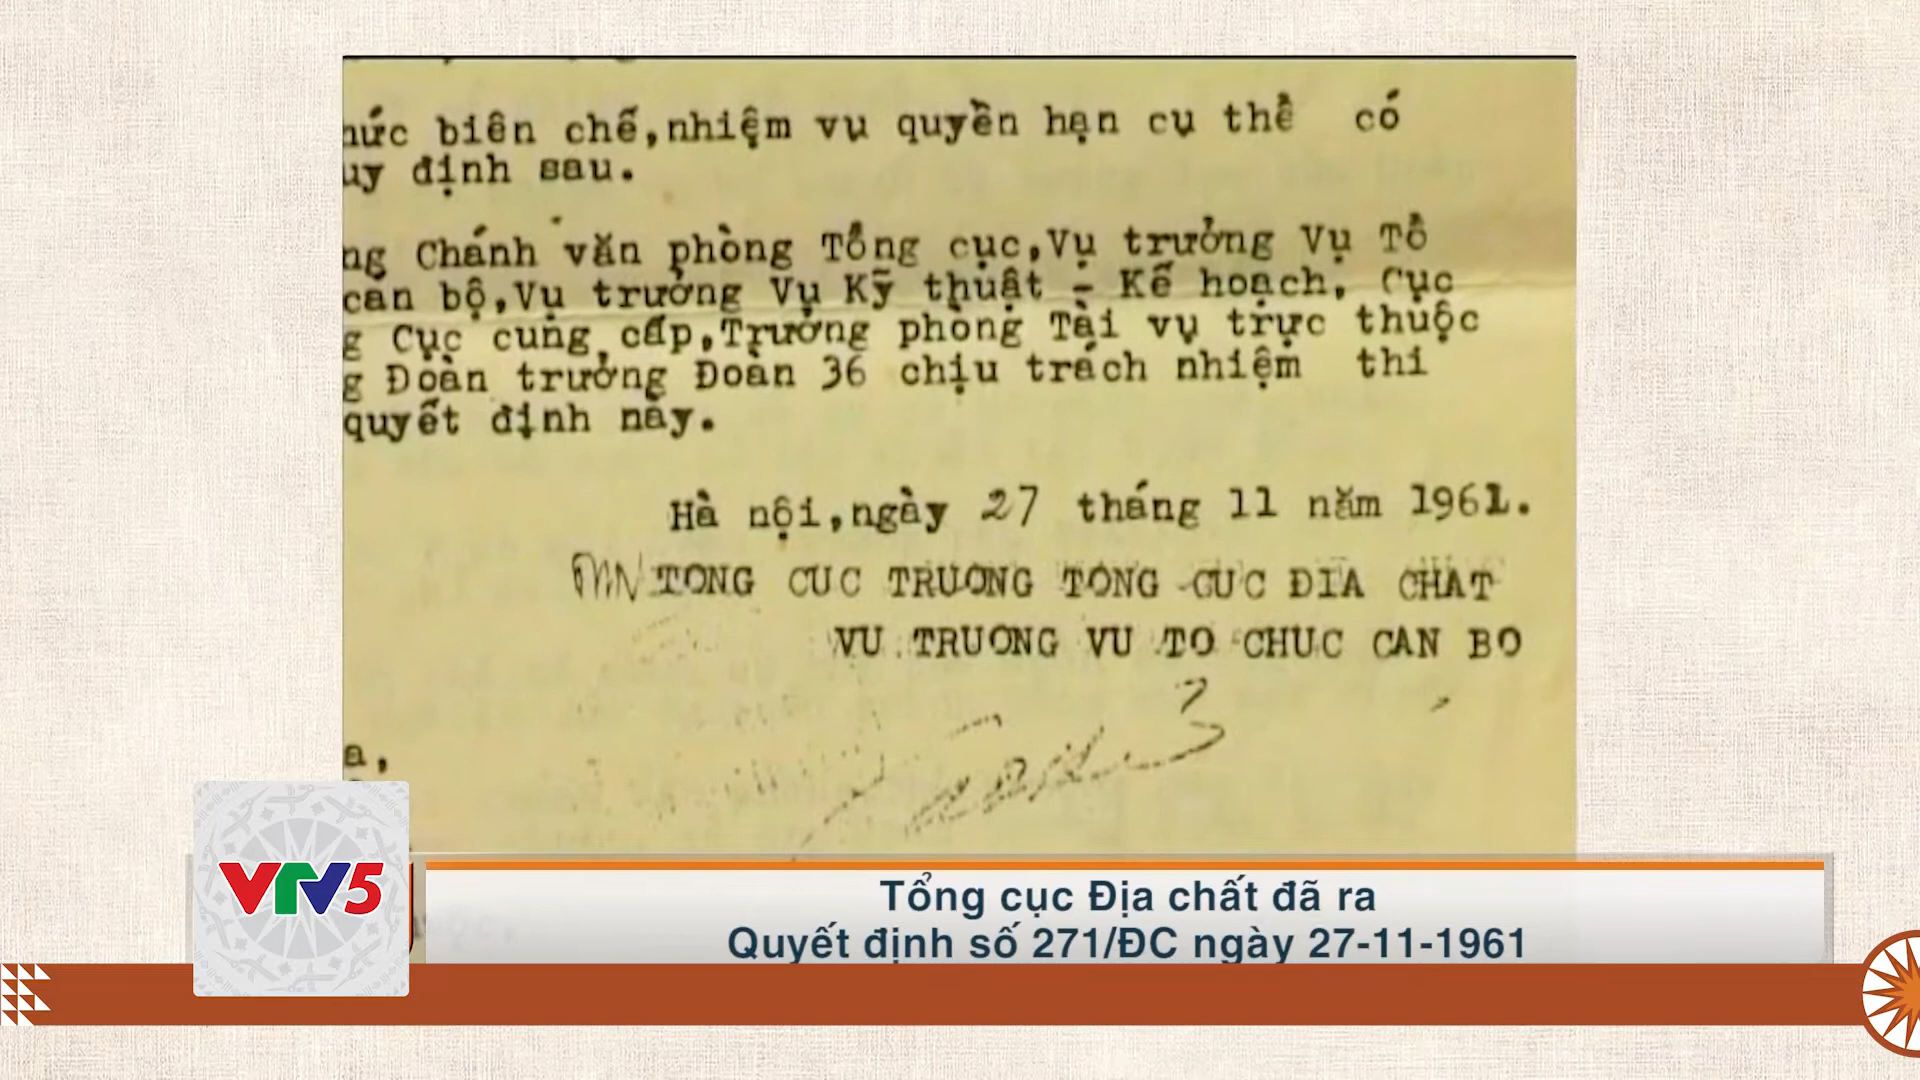 hức biên chế,nhiệm vụ quyền hạn cụ thể có
uy định sau.
ng Chánh văn phòng Tổng cục,Vụ trưởng Vụ Tổ
cán bộ,Vụ trưởng Vụ Kỹ thuật - Kế hoạch, Cục
g Cục cung cấp,Trưởng phòng Tài vụ trực thuộc
g Đoàn trưởng Đoàn 36 chịu trách nhiệm thi
quyết định này.
Hà nội,ngày 27 tháng 11 năm 1961.
TONG CUC TRUONG TONG CUC ĐIA CHAT
VU TRUONG VU TO CHUC CAN BO
a,
VTV5
Tổng cục Địa chất đã ra
Quyết định số 271/ĐC ngày 27-11-1961